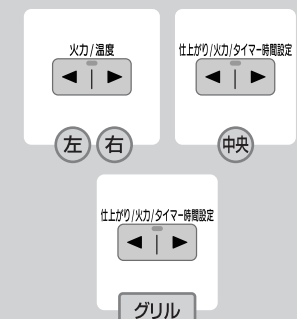 火力/温度
◀ | ▶
左 右
仕上がり/火力/タイマー時間設定
◀ | ▶
中央
仕上がり/火力/タイマー時間設定
◀ | ▶
グリル